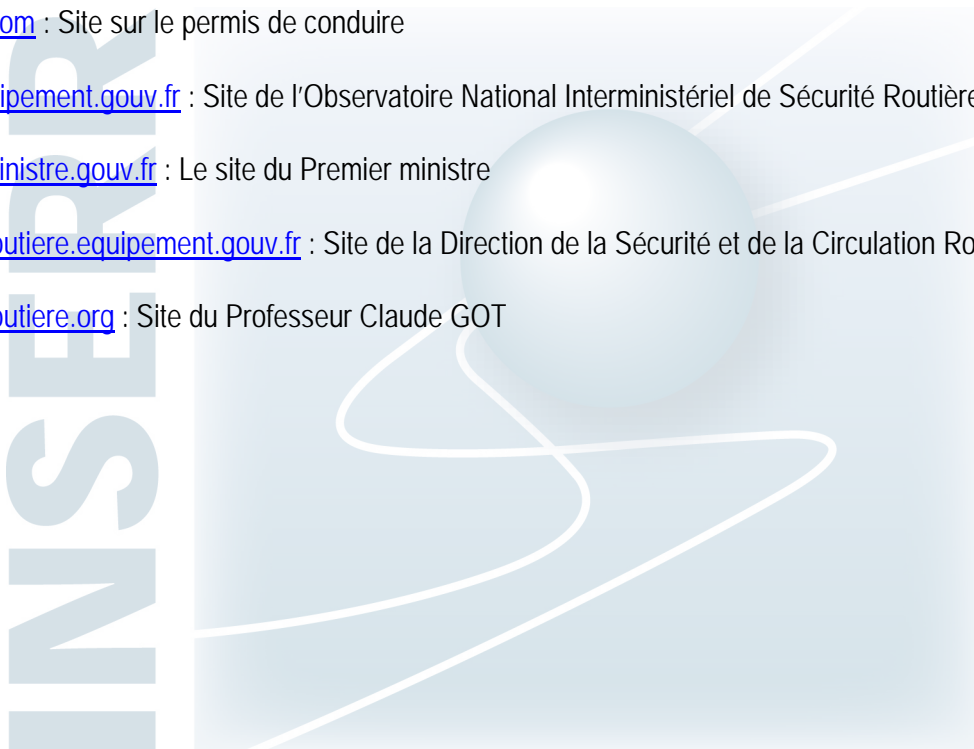 om : Site sur le permis de conduire
ipement.gouv.fr : Site de l'Observatoire National Interministériel de Sécurité Routière
inistre.gouv.fr : Le site du Premier ministre
outiere.equipement.gouv.fr : Site de la Direction de la Sécurité et de la Circulation Ro
outiere.org : Site du Professeur Claude GOT
INSERR